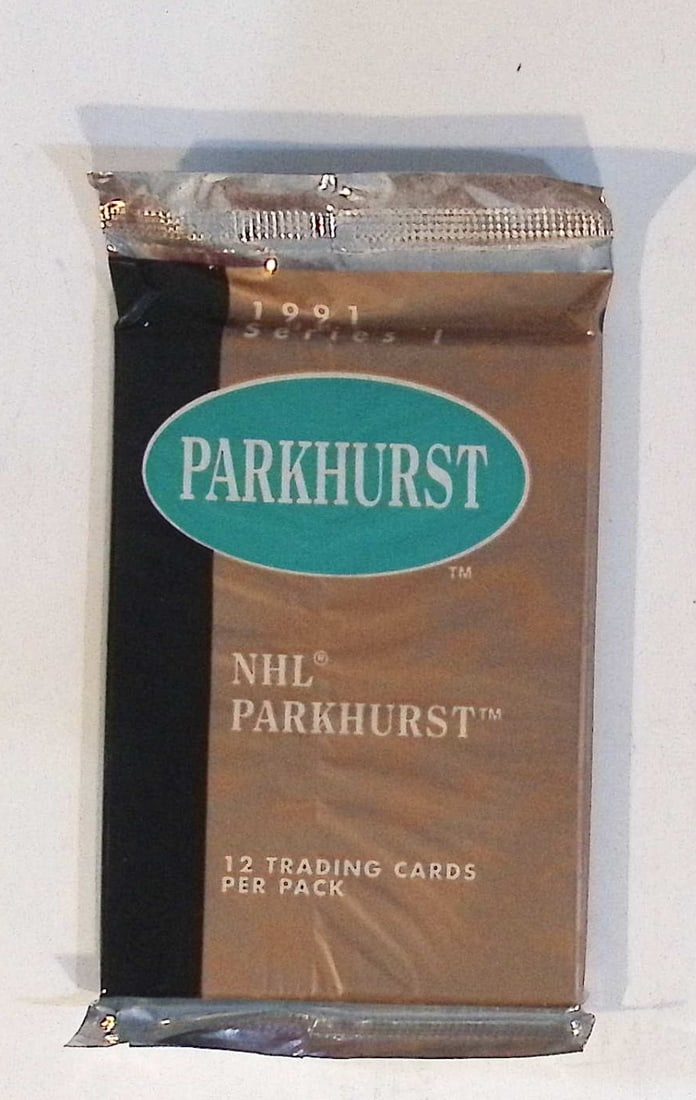 1991
Series I
PARKHURST
TM
NHL®
PARKHURST™
12 TRADING CARDS
PER PACK